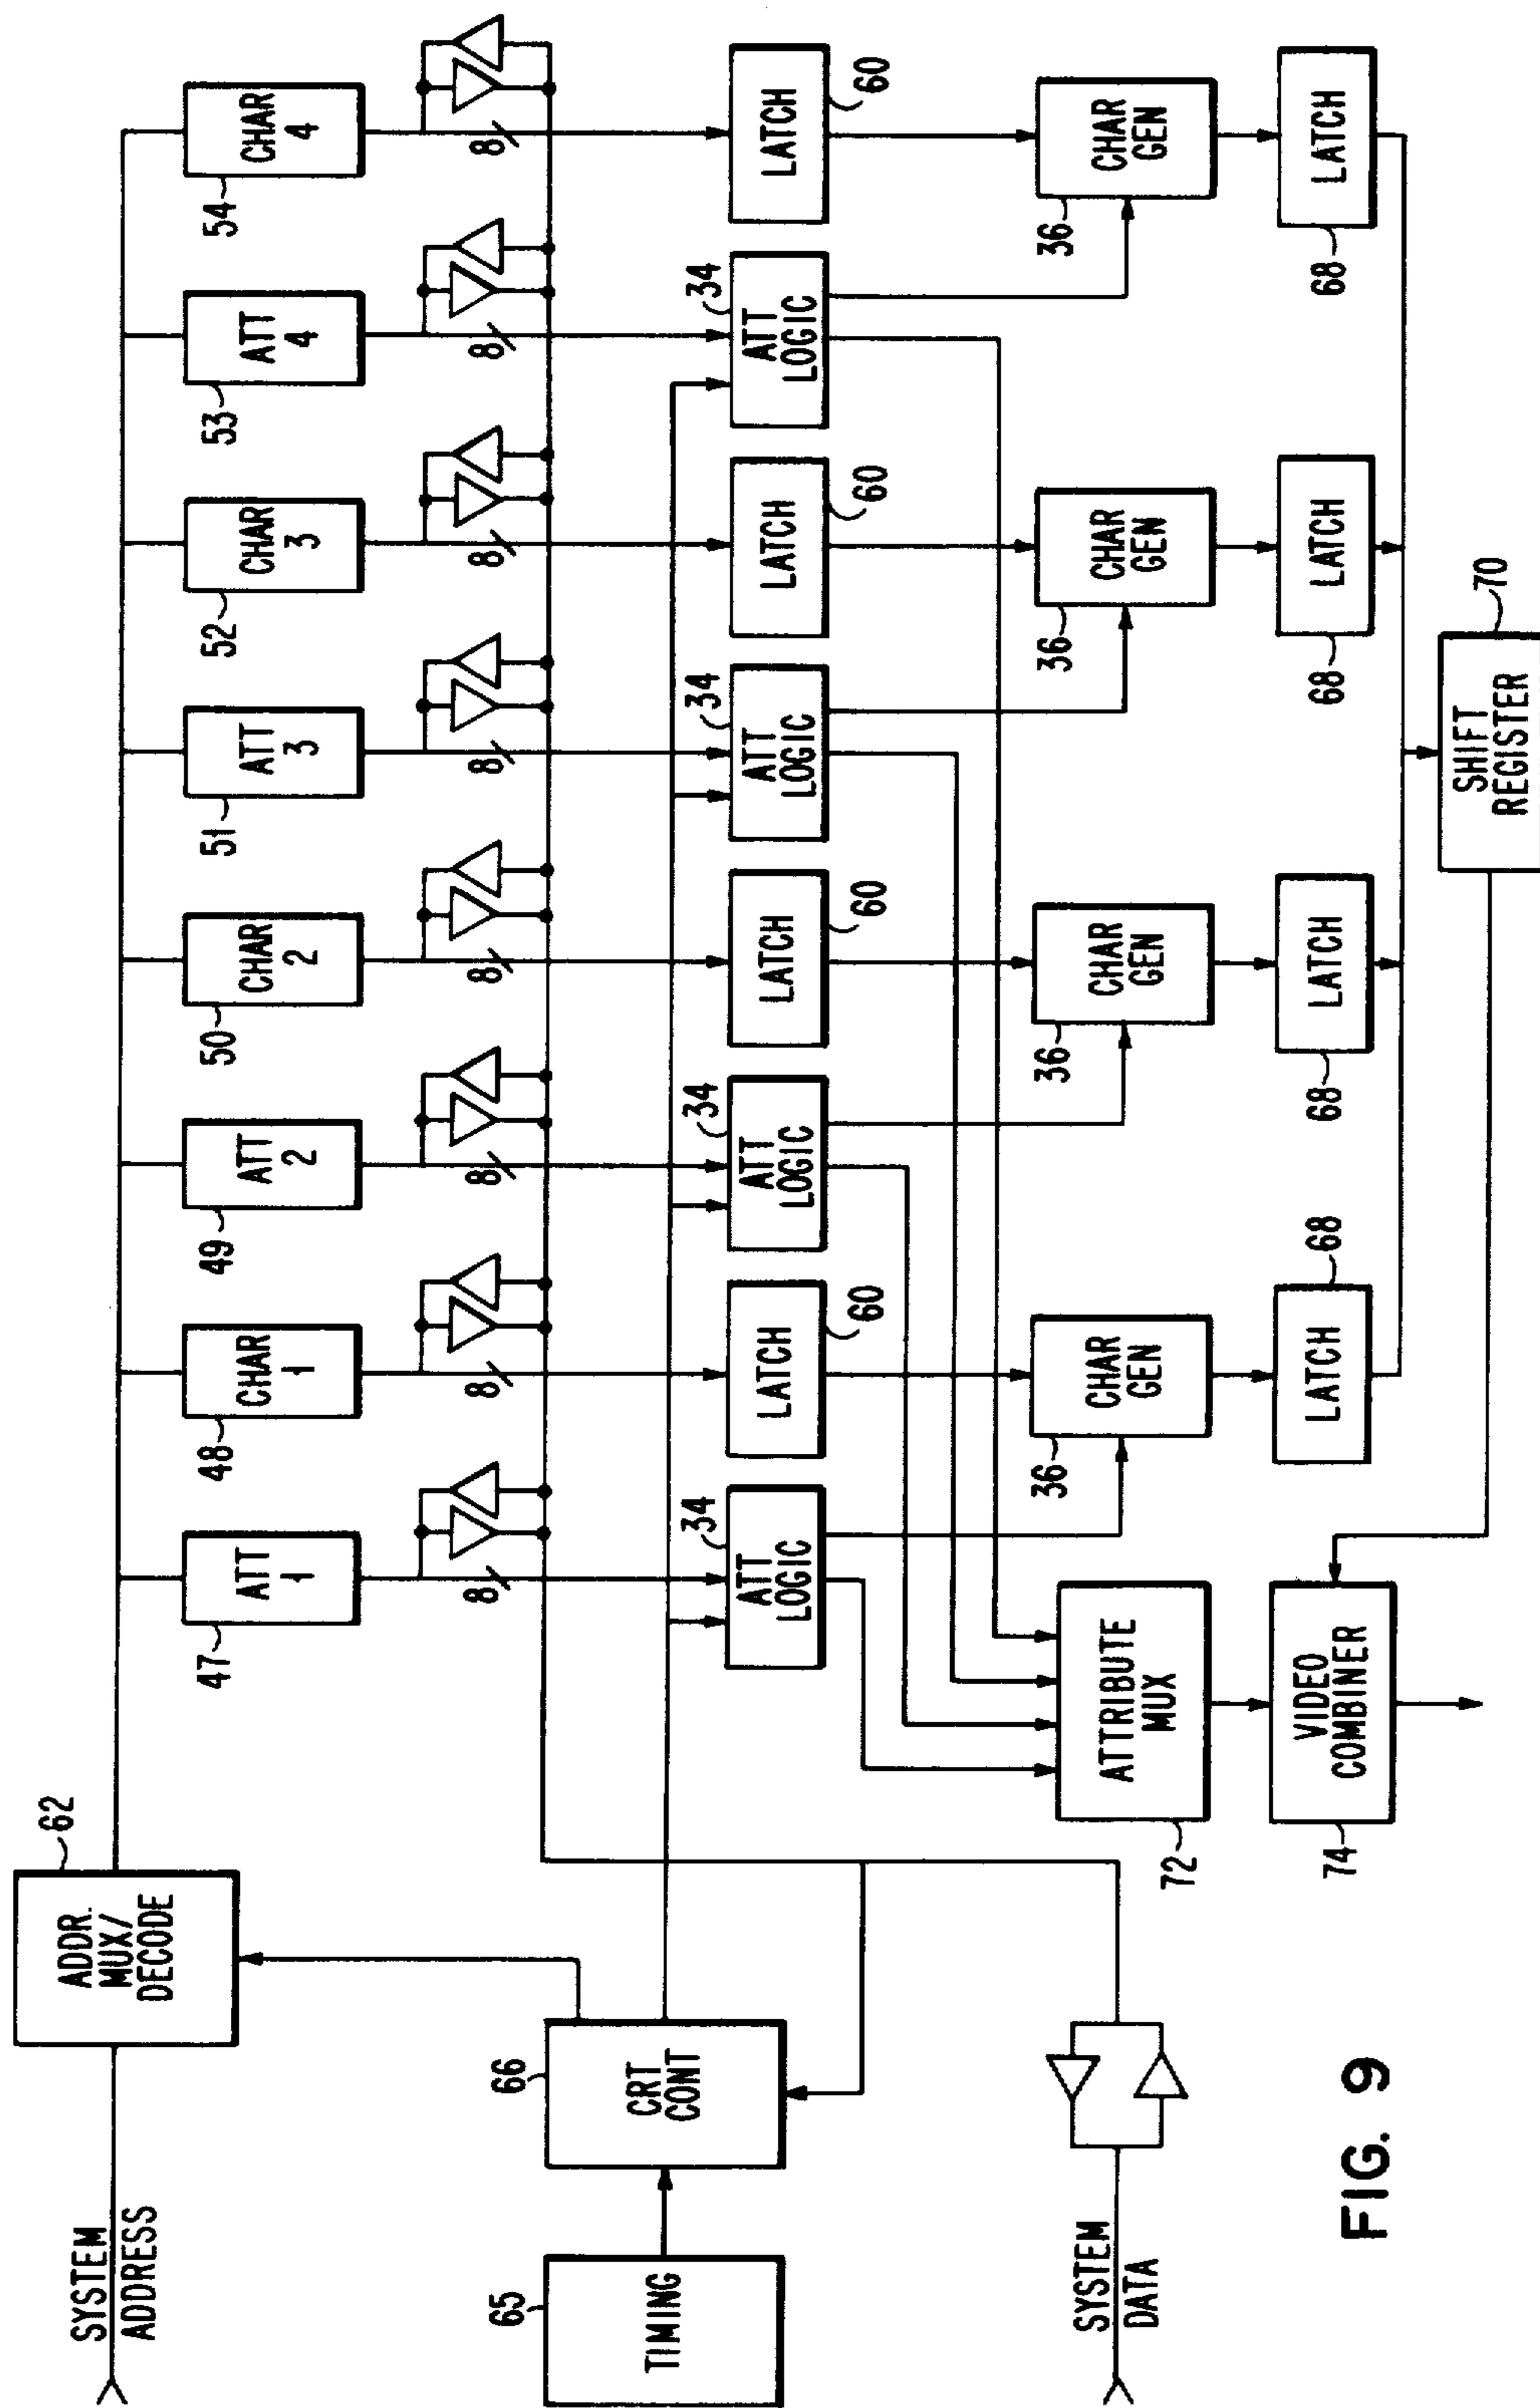 SYSTEM
ADDRESS
ADDR.
MUX/
DECODE
62
TIMING
65
CRT
CONT
66
SYSTEM
DATA
ATT
1
47
CHAR
1
48
ATT
2
49
CHAR
2
50
ATT
3
51
CHAR
3
52
ATT
4
53
CHAR
4
54
8
8
8
8
8
8
8
8
ATT
LOGIC
34
LATCH
60
ATT
LOGIC
34
LATCH
60
ATT
LOGIC
34
LATCH
60
ATT
LOGIC
34
LATCH
60
ATTRIBUTE
MUX
72
CHAR
GEN
36
CHAR
GEN
36
CHAR
GEN
36
CHAR
GEN
36
VIDEO
COMBINER
74
LATCH
68
LATCH
68
LATCH
68
LATCH
68
SHIFT
REGISTER
70
FIG. 9